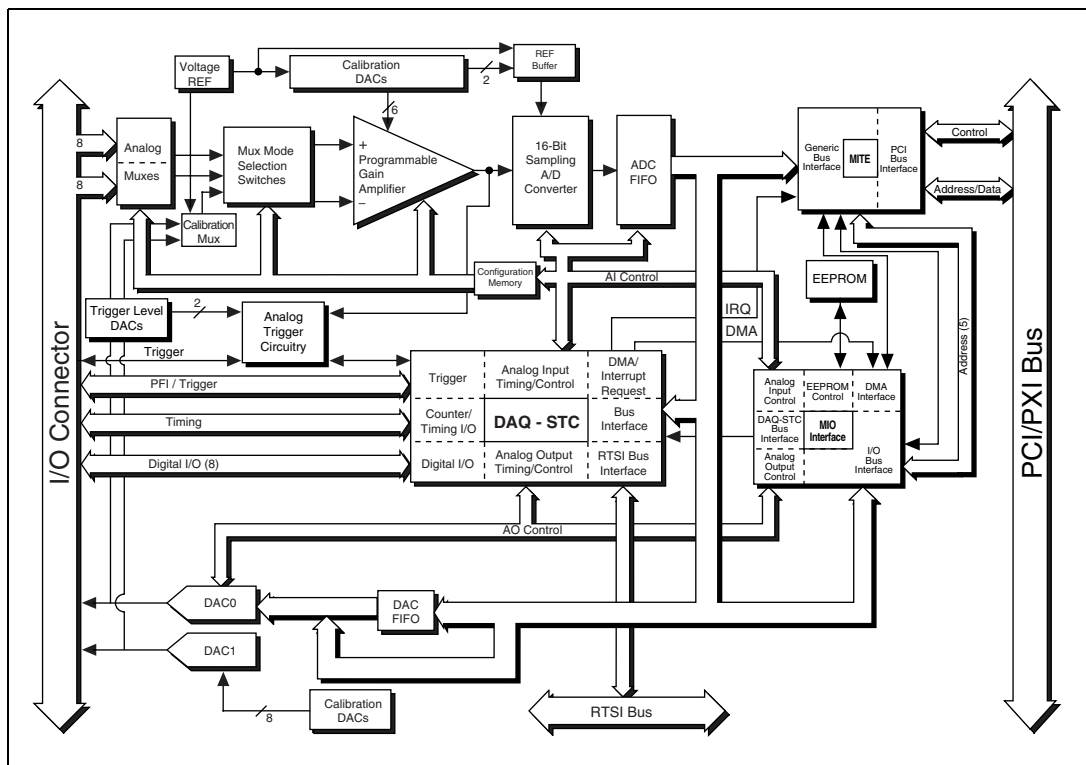 Voltage
REF
Calibration
DACs
2
REF
Buffer
6
8
8
Analog
Muxes
Mux Mode
Selection
Switches
+
Programmable
Gain
Amplifier
−
16-Bit
Sampling
A/D
Converter
ADC
FIFO
Generic
Bus
Interface
MITE
PCI
Bus
Interface
Control
Address/Data
Calibration
Mux
Configuration
Memory
AI Control
EEPROM
Trigger Level
DACs
2
Analog
Trigger
Circuitry
IRQ
DMA
Address (5)
I/O Connector
PCI/PXI Bus
Trigger
PFI / Trigger
Timing
Digital I/O (8)
Trigger
Analog Input
Timing/Control
DMA/
Interrupt
Request
Counter/
Timing I/O
DAQ - STC
Bus
Interface
Digital I/O
Analog Output
Timing/Control
RTSI Bus
Interface
Analog
Input
Control
EEPROM
Control
DMA
Interface
DAQ-STC
Bus
Interface
MIO
Interface
Analog
Output
Control
I/O
Bus
Interface
AO Control
DAC0
DAC
FIFO
DAC1
8
Calibration
DACs
RTSI Bus